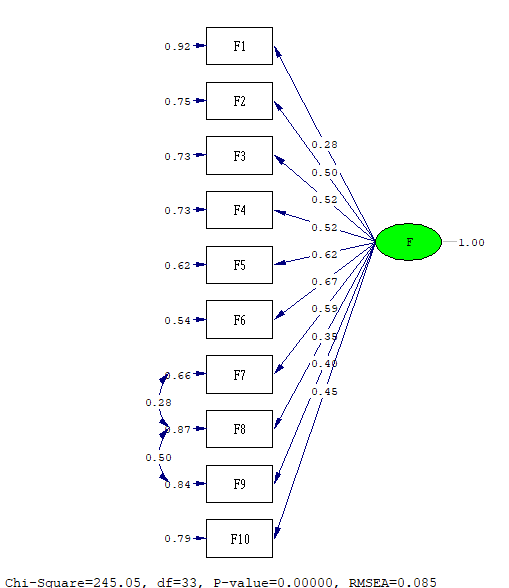 0.92 F1
0.75 F2
0.73 F3
0.73 F4
0.62 F5
0.54 F6
0.66 F7
0.87 F8
0.84 F9
0.79 F10
0.28
0.50
0.28
0.50
0.52
0.52
0.62
0.67
0.59
0.35
0.40
0.45
F 1.00
Chi-Square=245.05, df=33, P-value=0.00000, RMSEA=0.085